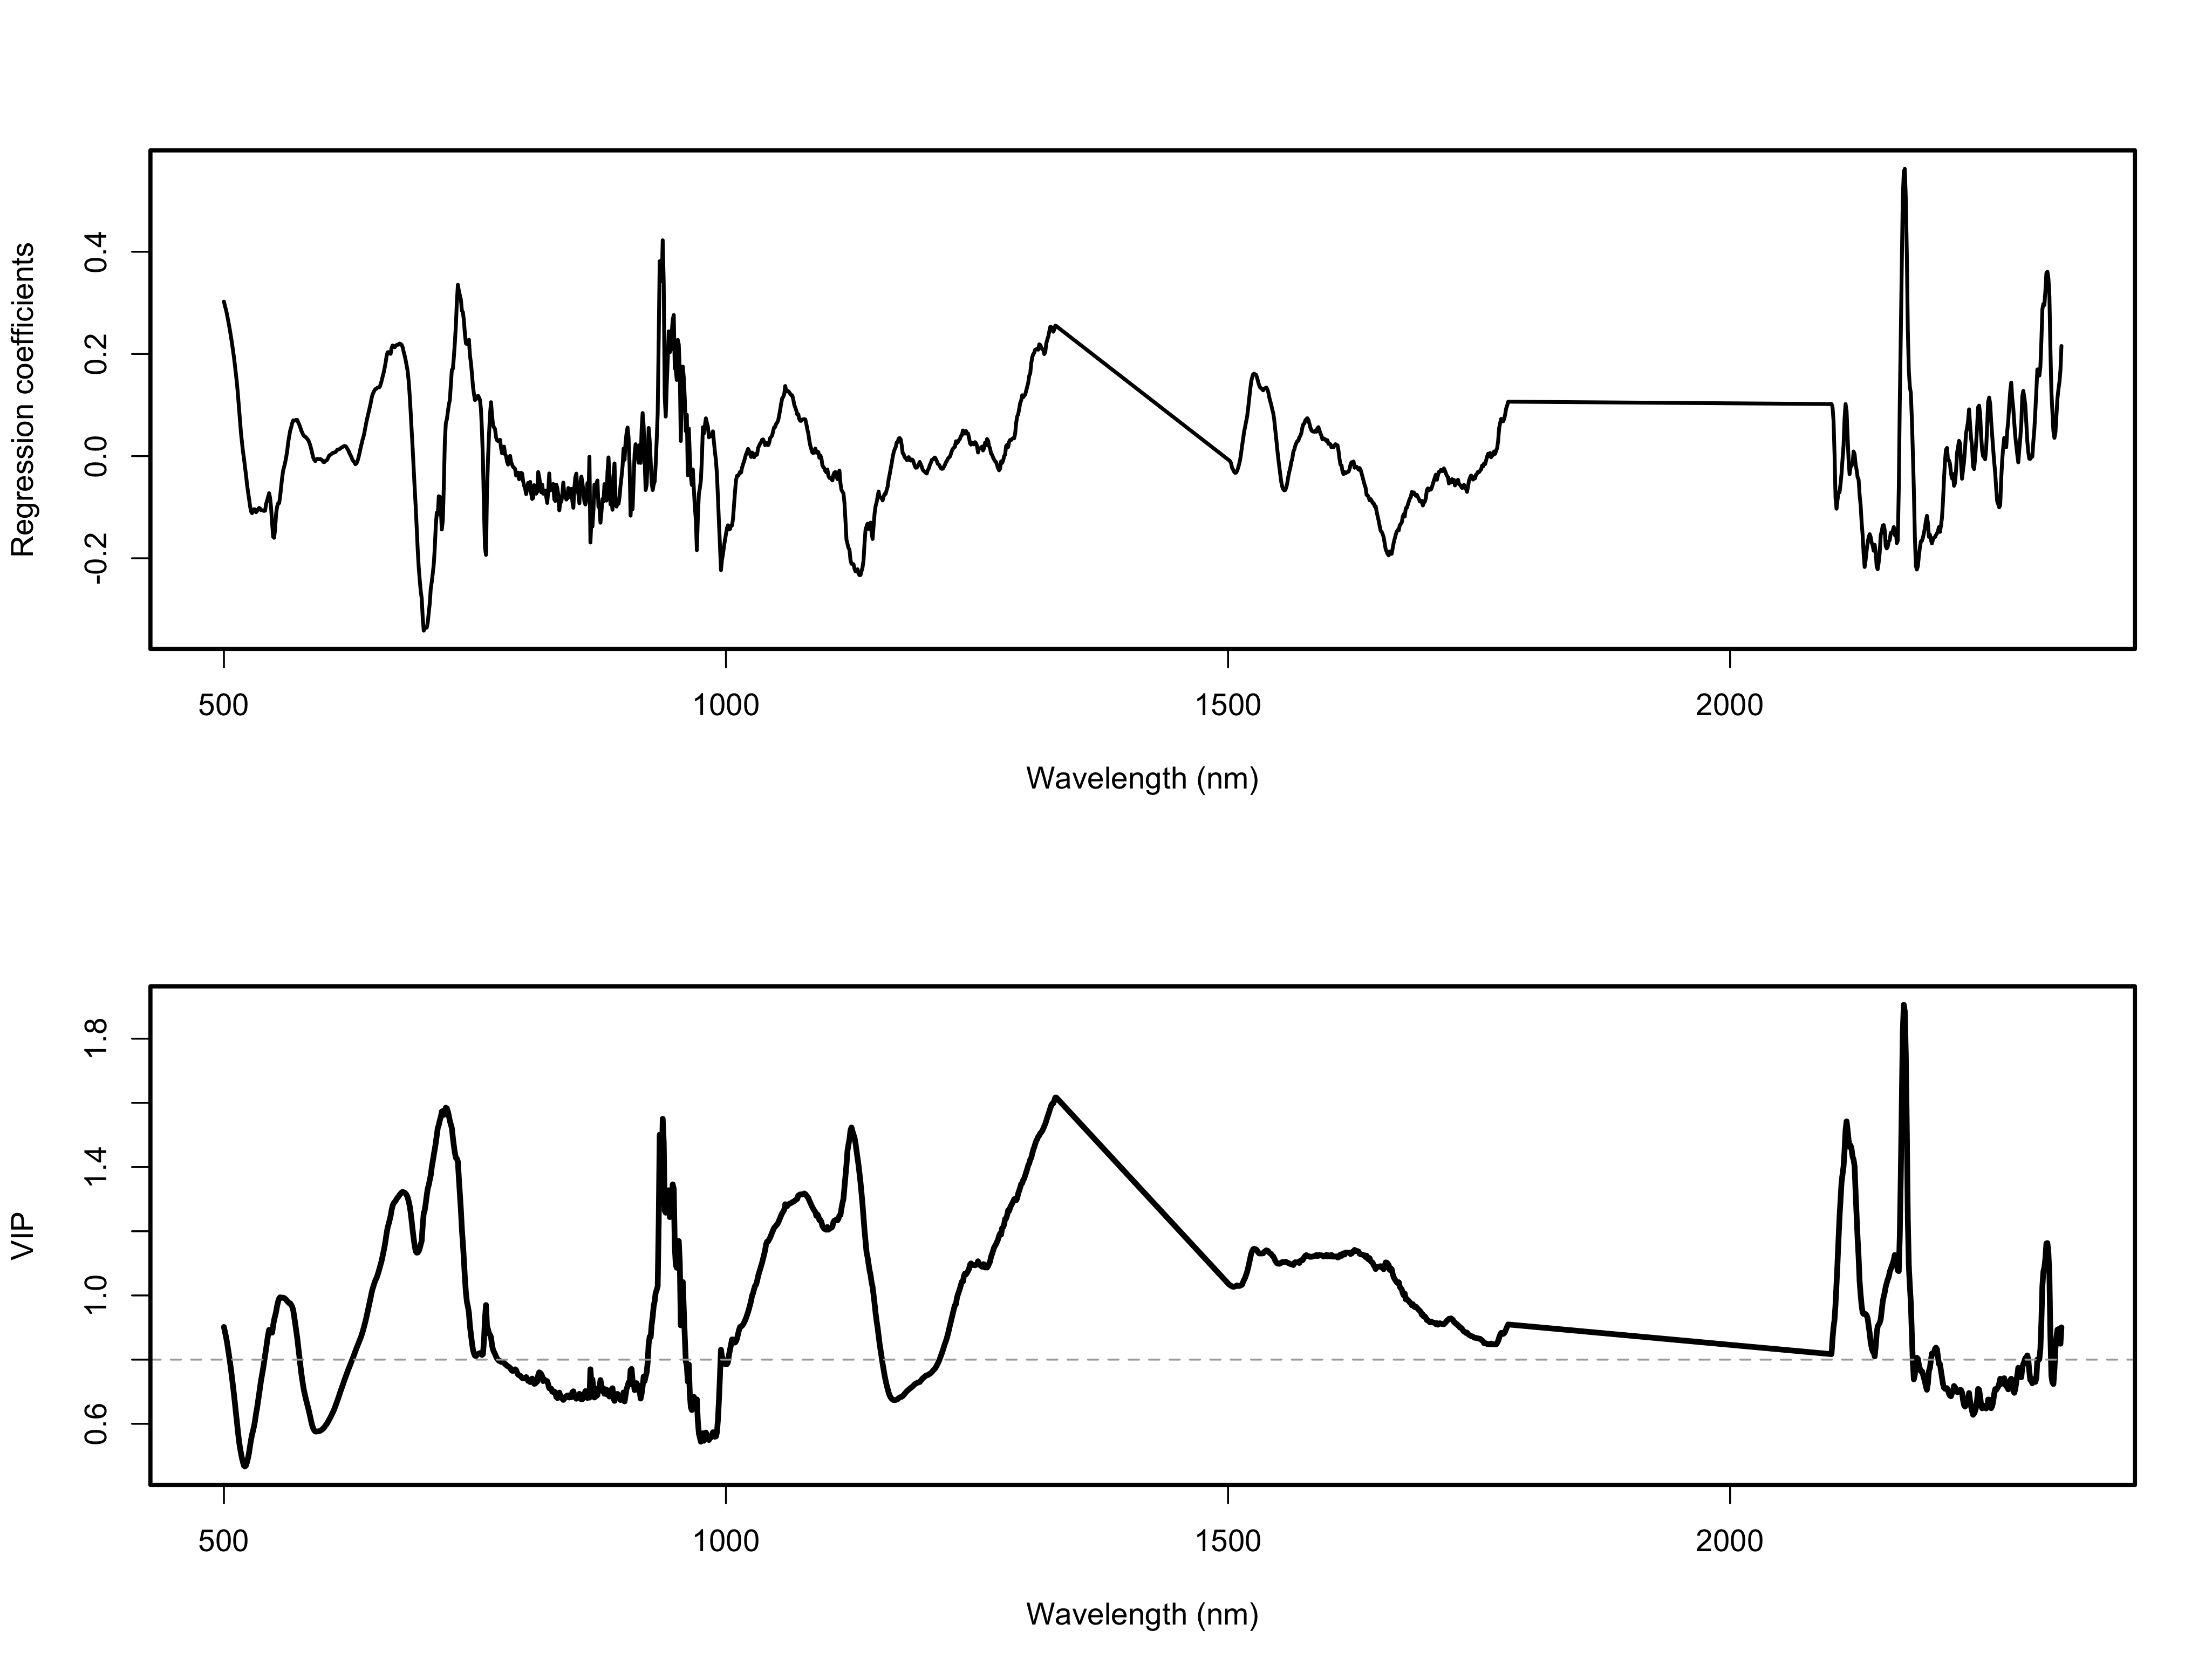 Regression coefficients
0.4
0.2
0.0
-0.2
500 1000 1500 2000
Wavelength (nm)
VIP
1.8
1.4
1.0
0.6
500 1000 1500 2000
Wavelength (nm)